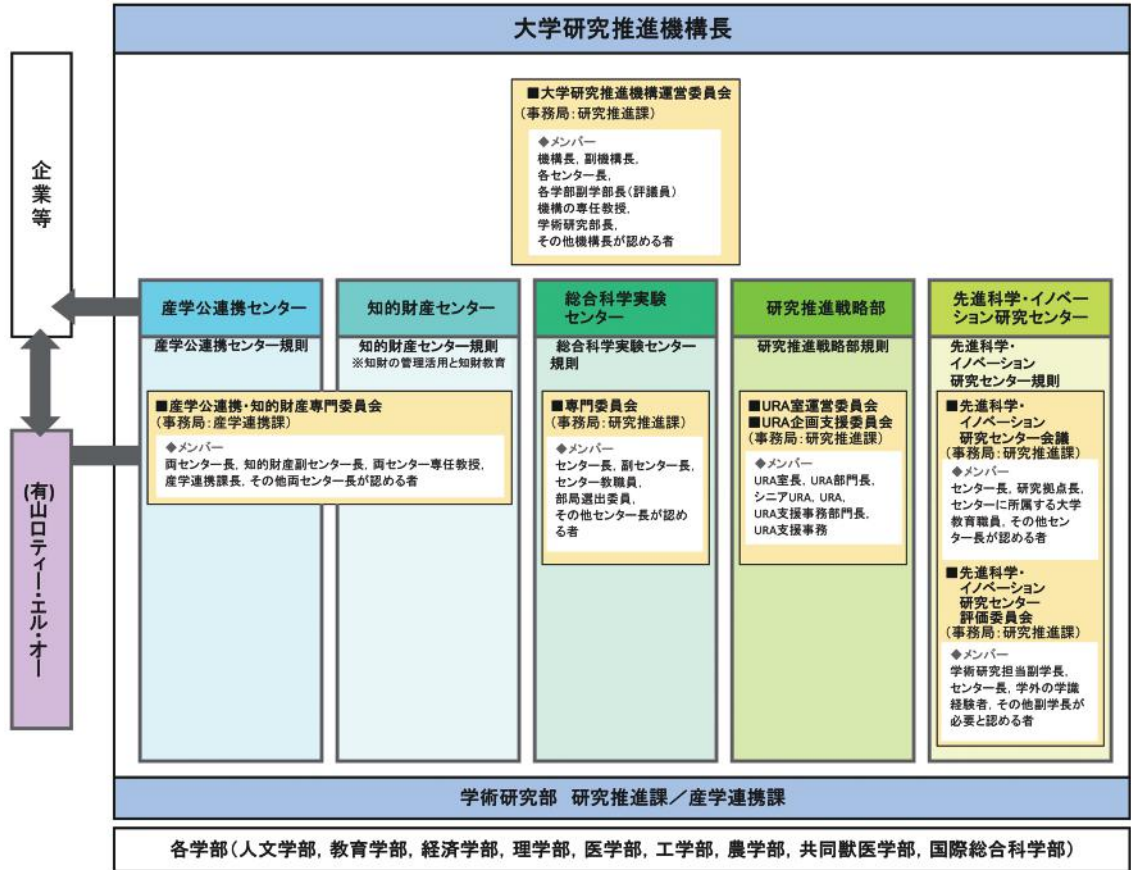 大学研究推進機構長
企業等
■大学研究推進機構運営委員会
(事務局:研究推進課)
◆メンバー
機構長, 副機構長,
各センター長,
各学部副学部長(評議員)
機構の専任教授,
学術研究部長,
その他機構長が認める者
産学公連携センター
産学公連携センター規則
知的財産センター
知的財産センター規則
※知財の管理活用と知財教育
■産学公連携・知的財産専門委員会
(事務局:産学連携課)
◆メンバー
両センター長, 知的財産副センター長, 両センター専任教授,
産学連携課長, その他両センター長が認める者
総合科学実験
センター
総合科学実験センター
規則
■専門委員会
(事務局:研究推進課)
◆メンバー
センター長, 副センター長,
センター教職員,
部局選出委員,
その他センター長が認め
る者
研究推進戦略部
研究推進戦略部規則
■URA室運営委員会
■URA企画支援委員会
(事務局:研究推進課)
◆メンバー
URA室長, URA部門長,
シニアURA, URA,
URA支援事務部門長,
URA支援事務
先進科学・イノベー
ション研究センター
先進科学・
イノベーション
研究センター規則
■先進科学・
イノベーション
研究センター会議
(事務局:研究推進課)
◆メンバー
センター長, 研究拠点長,
センターに所属する大学
教育職員, その他セン
ター長が認める者
■先進科学・
イノベーション
研究センター
評価委員会
(事務局:研究推進課)
◆メンバー
学術研究担当副学長,
センター長, 学外の学識
経験者, その他副学長が
必要と認める者
(有)山口ティー・エル・オー
学術研究部 研究推進課/産学連携課
各学部(人文学部, 教育学部, 経済学部, 理学部, 医学部, 工学部, 農学部, 共同獣医学部, 国際総合科学部)